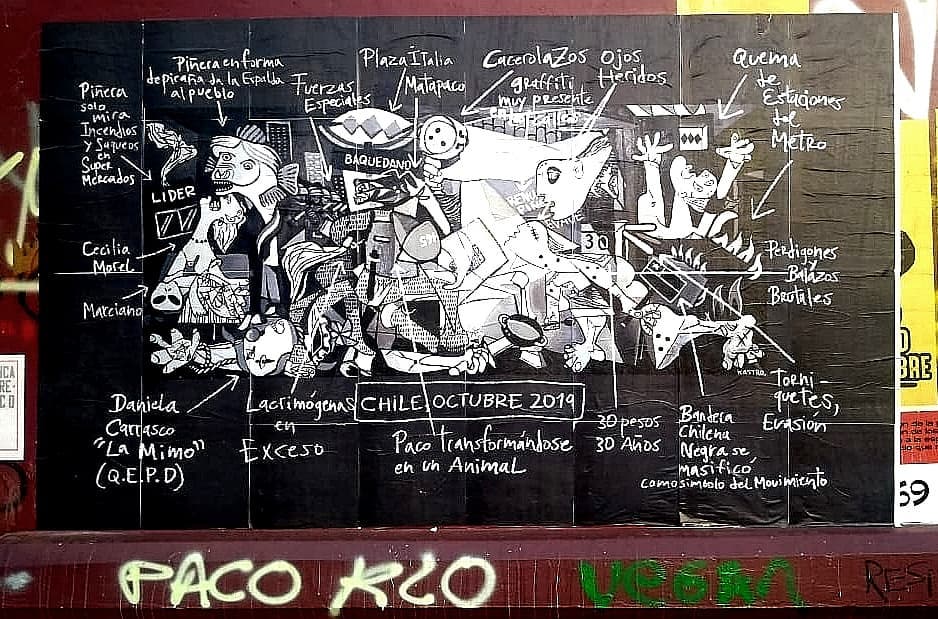 Piñera
solo
mira
Incendios
y Saqueos
en
Super
Mercados
Piñera en forma
de piraña da la Espalda
al pueblo
Fuerzas
Especiales
Plaza Italia
Matapaco
Cacerolazos
graffiti
muy presente
Ojos
Heridos
Quema
de
Estaciones
del
Metro
LIDER
BAQUEDANO
30
Cecilia
Morel
Marciano
Perdigones
Balazos
Brutales
Daniela
Carrasco
"La Mimo"
(Q.E.P.D)
Lacrimógenas
en
Exceso
CHILE, OCTUBRE 2019
Paco transformándose
en un Animal
30 pesos
30 Años
Bandera
Chilena
Negra se
masificó
como símbolo del Movimiento
Torni-
quetes,
Evasión
PACO KLO
VEGAN
RESi
69